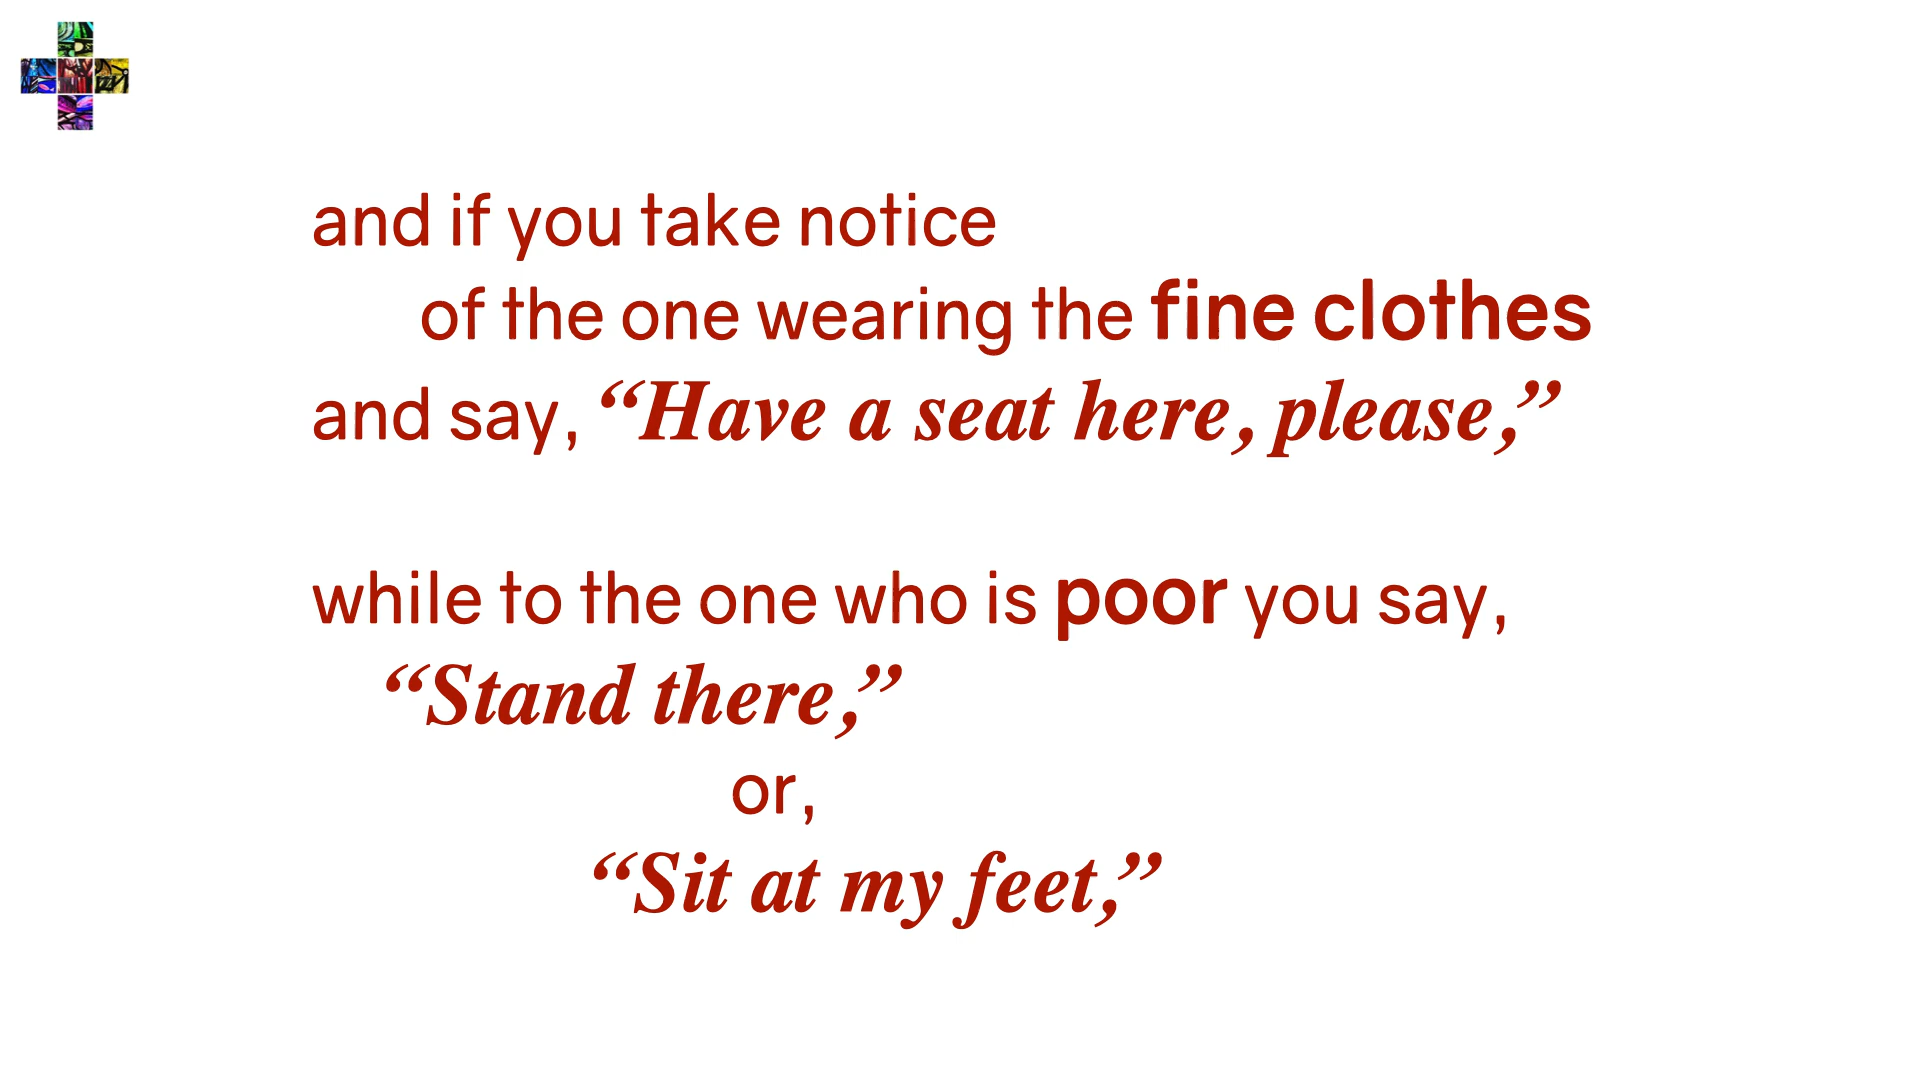 and if you take notice
of the one wearing the fine clothes
and say, “Have a seat here, please,”
while to the one who is poor you say,
“Stand there,”
or,
“Sit at my feet,”